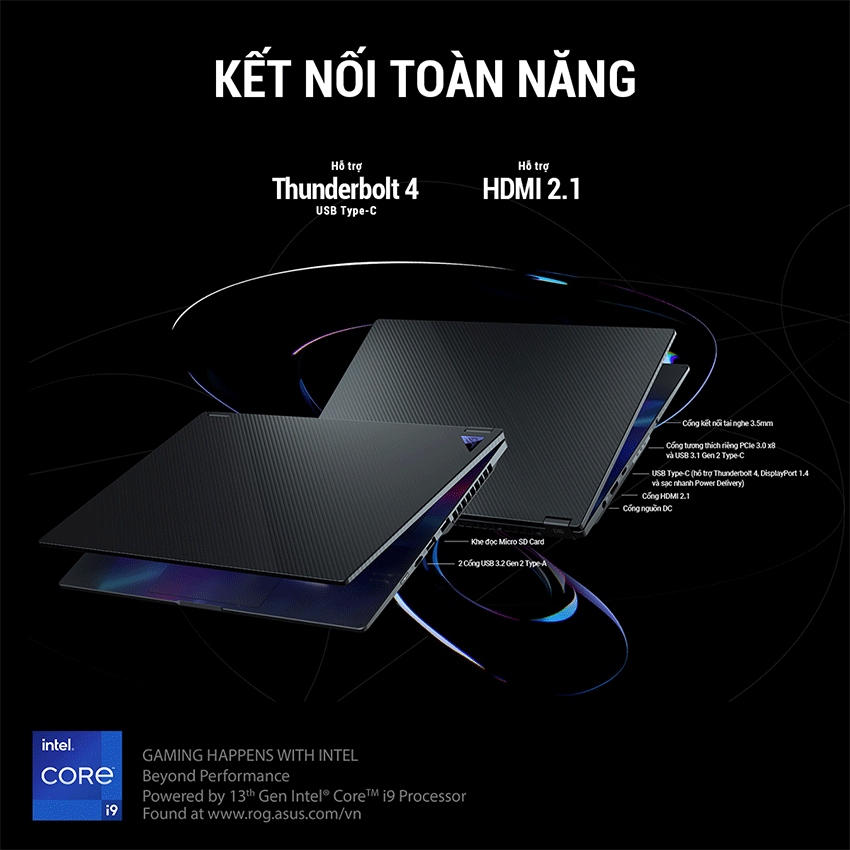 KẾT NỐI TOÀN NĂNG
Hỗ trợ
Thunderbolt 4
USB Type-C
Hỗ trợ
HDMI 2.1
Cổng kết nối tai nghe 3.5mm
Cổng tương thích riêng PCIe 3.0 x8
và USB 3.1 Gen 2 Type-C
USB Type-C (hỗ trợ Thunderbolt 4, DisplayPort 1.4
và sạc nhanh Power Delivery)
Cổng HDMI 2.1
Cổng nguồn DC
Khe đọc Micro SD Card
2 Cổng USB 3.2 Gen 2 Type-A
intel.
CORE
i9
GAMING HAPPENS WITH INTEL
Beyond Performance
Powered by 13th Gen Intel® Core™ i9 Processor
Found at www.rog.asus.com/vn